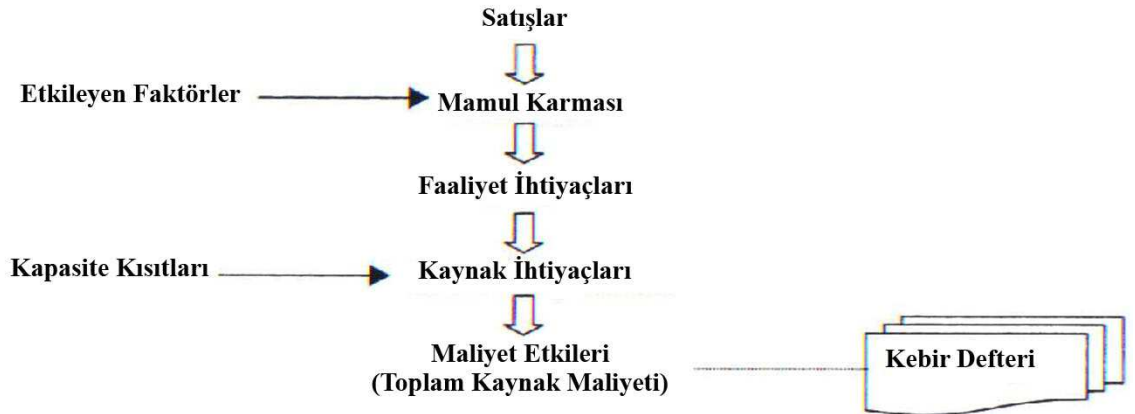 Satışlar
Etkileyen Faktörler
Mamul Karması
Faaliyet İhtiyaçları
Kapasite Kısıtları
Kaynak İhtiyaçları
Maliyet Etkileri
(Toplam Kaynak Maliyeti)
Kebir Defteri